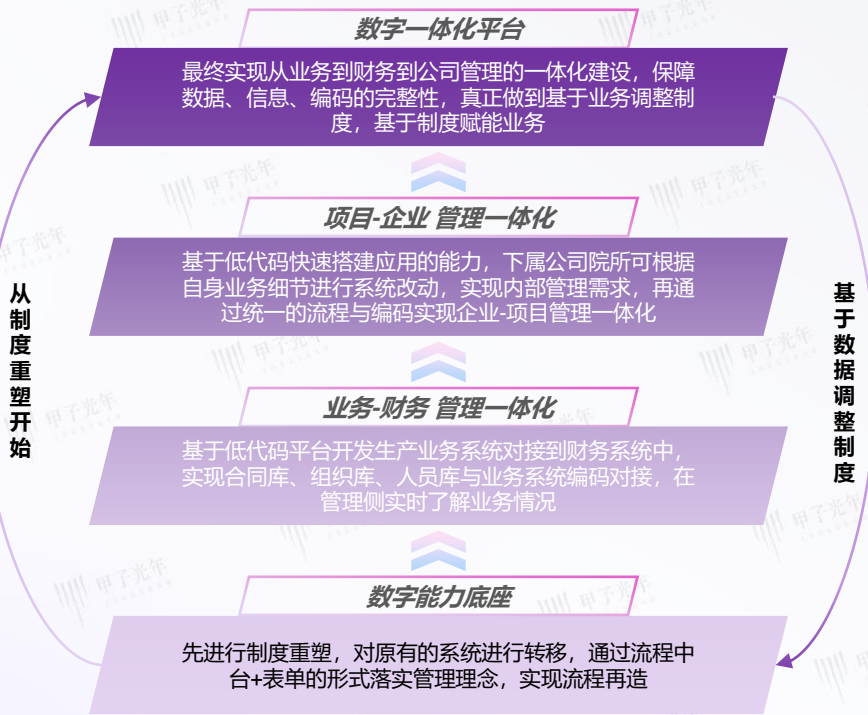 数字一体化平台
最终实现从业务到财务到公司管理的一体化建设，保障
数据、信息、编码的完整性，真正做到基于业务调整制
度，基于制度赋能业务
项目-企业 管理一体化
基于低代码快速搭建应用的能力，下属公司院所可根据
自身业务细节进行系统改动，实现内部管理需求，再通
过统一的流程与编码实现企业-项目管理一体化
业务-财务 管理一体化
基于低代码平台开发生产业务系统对接到财务系统中，
实现合同库、组织库、人员库与业务系统编码对接，在
管理侧实时了解业务情况
数字能力底座
先进行制度重塑，对原有的系统进行转移，通过流程中
台+表单的形式落实管理理念，实现流程再造
从制度重塑开始
基于数据调整制度
甲子光年